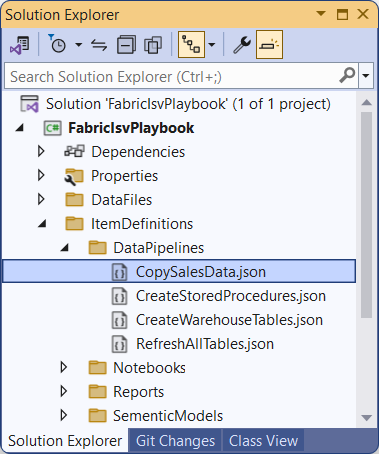 Solution Explorer
Search Solution Explorer (Ctrl+;)
Solution 'FabricIsvPlaybook' (1 of 1 project)
FabricIsvPlaybook
Dependencies
Properties
DataFiles
ItemDefinitions
DataPipelines
CopySalesData.json
CreateStoredProcedures.json
CreateWarehouseTables.json
RefreshAllTables.json
Notebooks
Reports
SementicModels
Solution Explorer Git Changes Class View